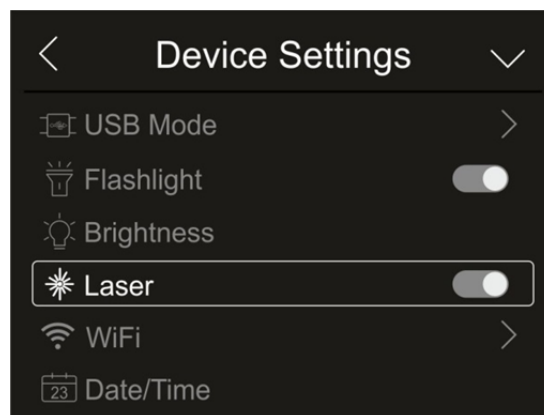 Device Settings
USB Mode
Flashlight
Brightness
Laser
WiFi
23 Date/Time